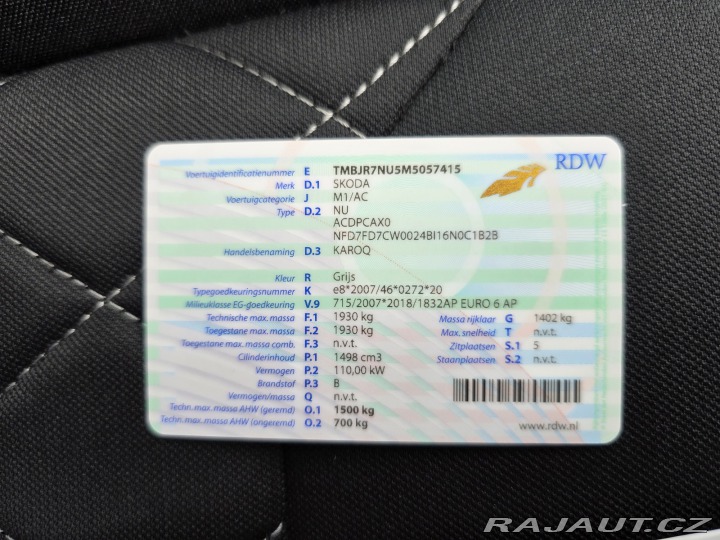 RDW
Voertuigidentificatienummer E TMBJR7NU5M5057415
Merk D.1 SKODA
Voertuigcategorie J M1/AC
Type D.2 NU
ACDPCAX0
NFD7FD7CW0024BI16N0C1B2B
Handelsbenaming D.3 KAROQ
Kleur R Grijs
Typegoedkeuringsnummer K e8*2007/46*0272*20
Milieuklasse EG-goedkeuring V.9 715/2007*2018/1832AP EURO 6 AP
Technische max. massa F.1 1930 kg Massa rijklaar G 1402 kg
Toegestane max. massa F.2 1930 kg Max. snelheid T n.v.t.
Toegestane max. massa comb. F.3 n.v.t. Zitplaatsen S.1 5
Cilinderinhoud P.1 1498 cm3 Staanplaatsen S.2 n.v.t.
Vermogen P.2 110,00 kW
Brandstof P.3 B
Vermogen/massa Q n.v.t.
Techn. max. massa AHW (geremd) O.1 1500 kg
Techn. max. massa AHW (ongeremd) O.2 700 kg
www.rdw.nl
RAJAUT.CZ